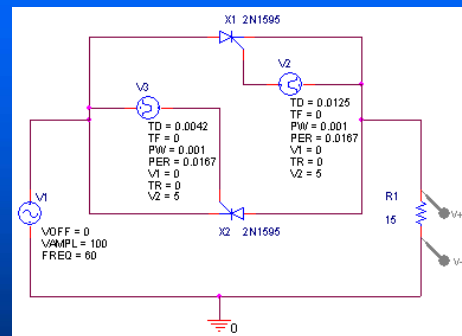 X1 2N1595
V2
V3
TD = 0.0125
TF = 0
PW = 0.001
PER = 0.0167
V1 = 0
TR = 0
V2 = 5
TD = 0.0042
TF = 0
PW = 0.001
PER = 0.0167
V1 = 0
TR = 0
V2 = 5
V1
VOFF = 0
VAMPL = 100
FREQ = 60
X2 2N1595
R1
15
V+
V-
0